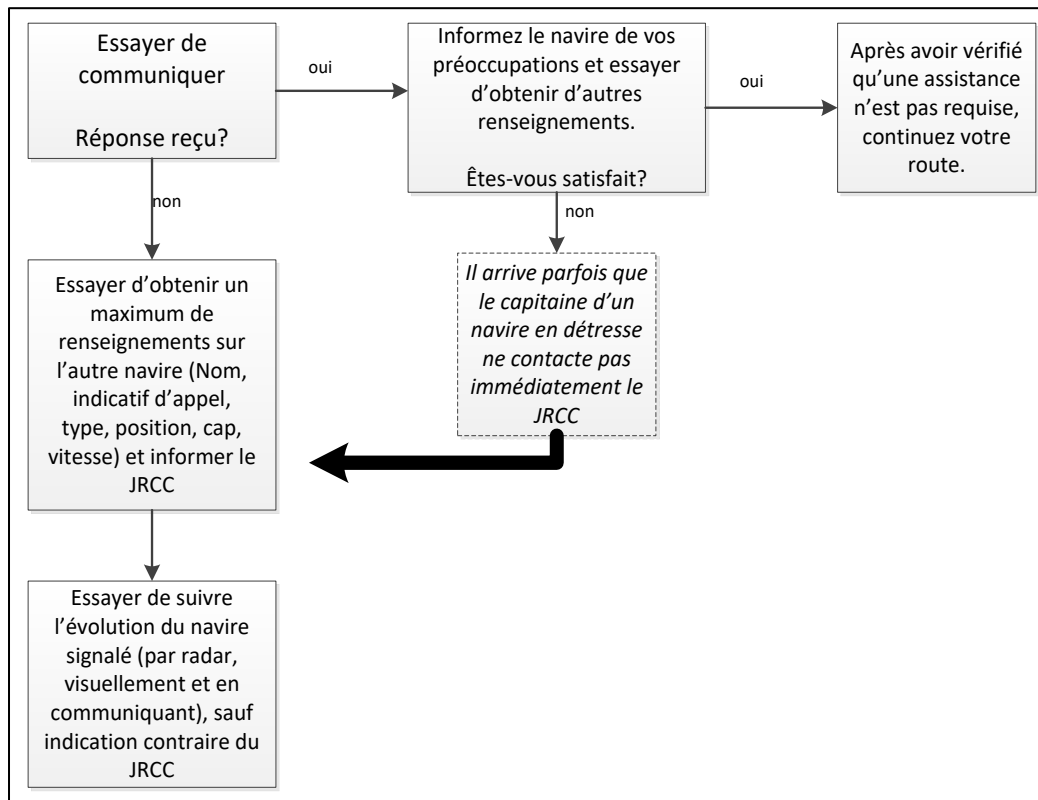 Essayer de
communiquer
Réponse reçu?
oui
Informez le navire de vos
préoccupations et essayer
d'obtenir d'autres
renseignements.
Êtes-vous satisfait?
oui
Après avoir vérifié
qu'une assistance
n'est pas requise,
continuez votre
route.
non
non
Essayer d'obtenir un
maximum de
renseignements sur
l'autre navire (Nom,
indicatif d'appel,
type, position, cap,
vitesse) et informer le
JRCC
Il arrive parfois que
le capitaine d'un
navire en détresse
ne contacte pas
immédiatement le
JRCC
Essayer de suivre
l'évolution du navire
signalé (par radar,
visuellement et en
communiquant), sauf
indication contraire du
JRCC